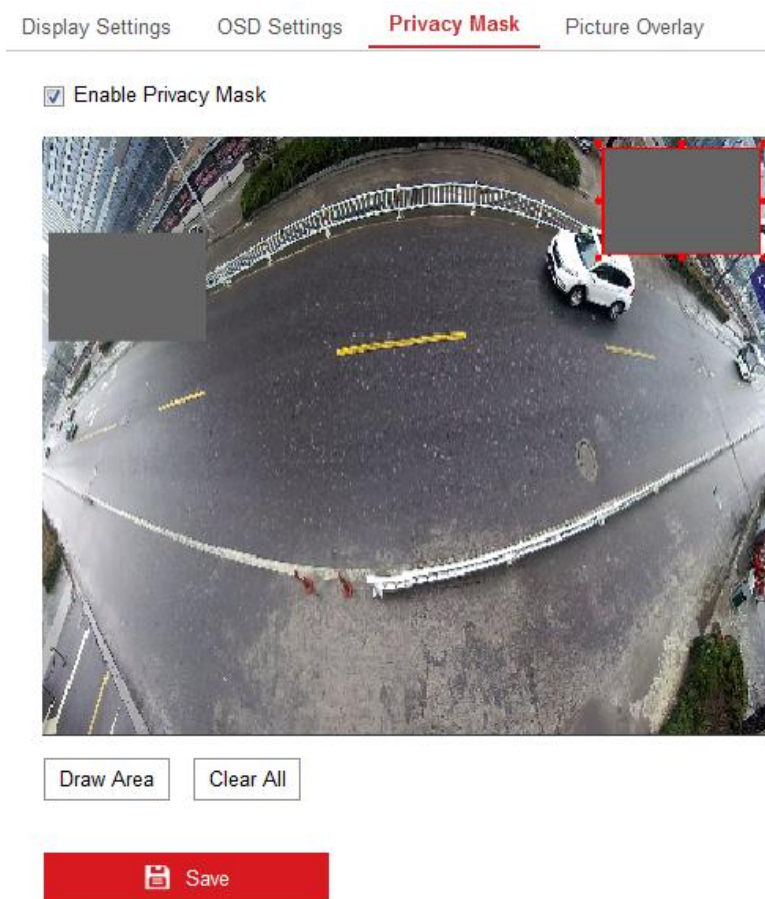 Display Settings OSD Settings Privacy Mask Picture Overlay
Enable Privacy Mask
Draw Area Clear All
Save